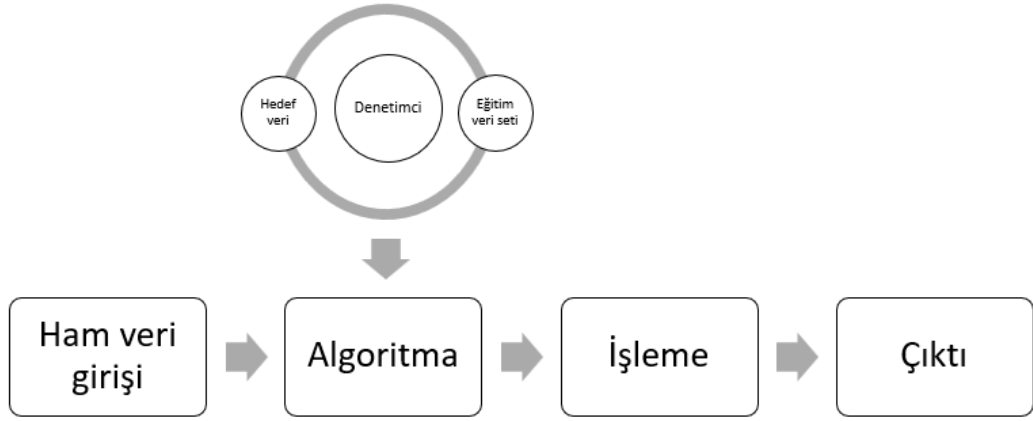 Hedef
veri
Denetimci
Eğitim
veri seti
Ham veri
girişi
Algoritma
İşleme
Çıktı